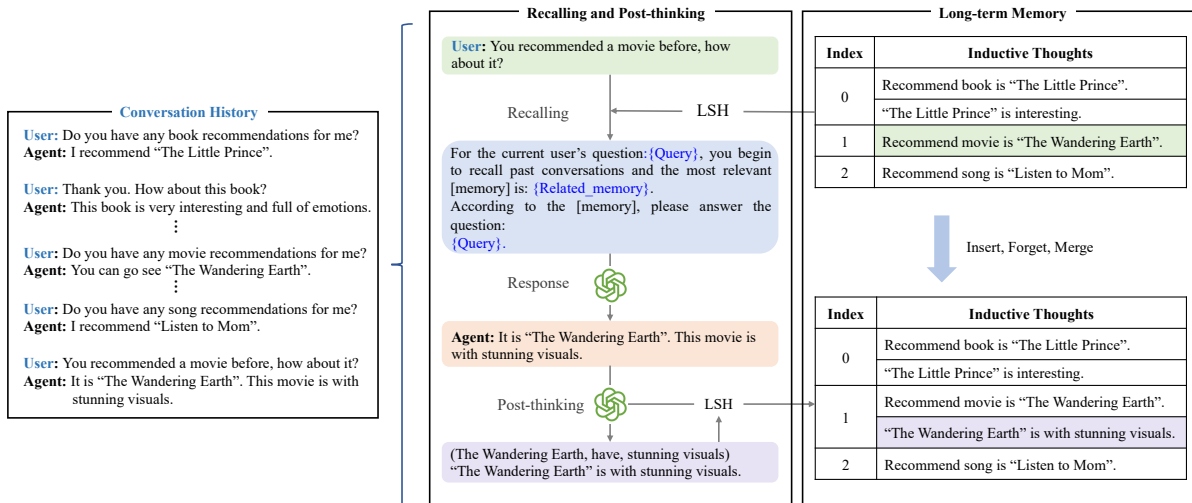 Conversation History
User: Do you have any book recommendations for me?
Agent: I recommend “The Little Prince”.
User: Thank you. How about this book?
Agent: This book is very interesting and full of emotions.
⋮
User: Do you have any movie recommendations for me?
Agent: You can go see “The Wandering Earth”.
⋮
User: Do you have any song recommendations for me?
Agent: I recommend “Listen to Mom”.
User: You recommended a movie before, how about it?
Agent: It is “The Wandering Earth”. This movie is with
stunning visuals.
Recalling and Post-thinking
User: You recommended a movie before, how
about it?
Recalling
LSH
For the current user's question:{Query}, you begin
to recall past conversations and the most relevant
[memory] is: {Related_memory}.
According to the [memory], please answer the
question:
{Query}.
Response
Agent: It is “The Wandering Earth”. This movie is
with stunning visuals.
Post-thinking
LSH
(The Wandering Earth, have, stunning visuals)
“The Wandering Earth” is with stunning visuals.
Long-term Memory
Index Inductive Thoughts
0
Recommend book is “The Little Prince”.
“The Little Prince” is interesting.
1 Recommend movie is “The Wandering Earth”.
2 Recommend song is “Listen to Mom”.
Insert, Forget, Merge
Index Inductive Thoughts
0
Recommend book is “The Little Prince”.
“The Little Prince” is interesting.
1
Recommend movie is “The Wandering Earth”.
“The Wandering Earth” is with stunning visuals.
2 Recommend song is “Listen to Mom”.